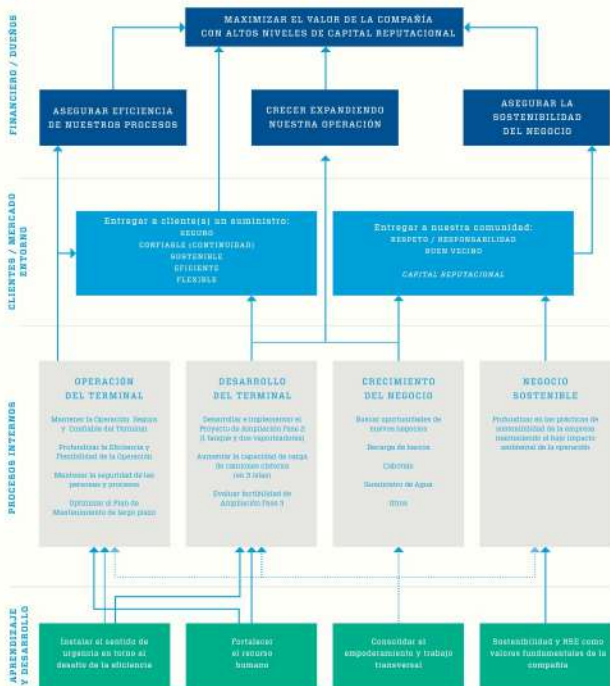 FINANCIERO / DUEÑOS
MAXIMIZAR EL VALOR DE LA COMPAÑÍA
CON ALTOS NIVELES DE CAPITAL REPUTACIONAL
ASEGURAR EFICIENCIA
DE NUESTROS PROCESOS
CRECER EXPANDIENDO
NUESTRA OPERACIÓN
ASEGURAR LA
SOSTENIBILIDAD
DEL NEGOCIO
CLIENTES / MERCADO
ENTORNO
Entregar a cliente(s) un suministro:
SEGURO
CONFIABLE (CONTINUIDAD)
SOSTENIBLE
EFICIENTE
FLEXIBLE
Entregar a nuestra comunidad:
RESPETO / RESPONSABILIDAD
BUEN VECINO
CAPITAL REPUTACIONAL
PROCESOS INTERNOS
OPERACIÓN
DEL TERMINAL
Mantener la Operación Segura
y Confiable del Terminal
Profundizar la Eficiencia y
Flexibilidad de la Operación
Mantener la seguridad de las
personas y procesos
Optimizar el Plan de
Mantenimiento de largo plazo
DESARROLLO
DEL TERMINAL
Desarrollar e implementar el
Proyecto de Ampliación Fase 2:
(1 tanque y dos vaporizadores)
Aumentar la capacidad de carga
de camiones cisterna
(en 3 islas)
Evaluar factibilidad de
Ampliación Fase 3
CRECIMIENTO
DEL NEGOCIO
Buscar oportunidades de
nuevos negocios
Recarga de barcos
Cabotaje
Suministro de Agua
Otros
NEGOCIO
SOSTENIBLE
Profundizar en las prácticas de
sostenibilidad de la empresa
manteniendo el bajo impacto
ambiental de la operación
APRENDIZAJE
Y DESARROLLO
Instalar el sentido de
urgencia en torno al
desafío de la eficiencia
Fortalecer
el recurso
humano
Consolidar el
empoderamiento y trabajo
transversal
Sostenibilidad y RSE como
valores fundamentales de la
compañía